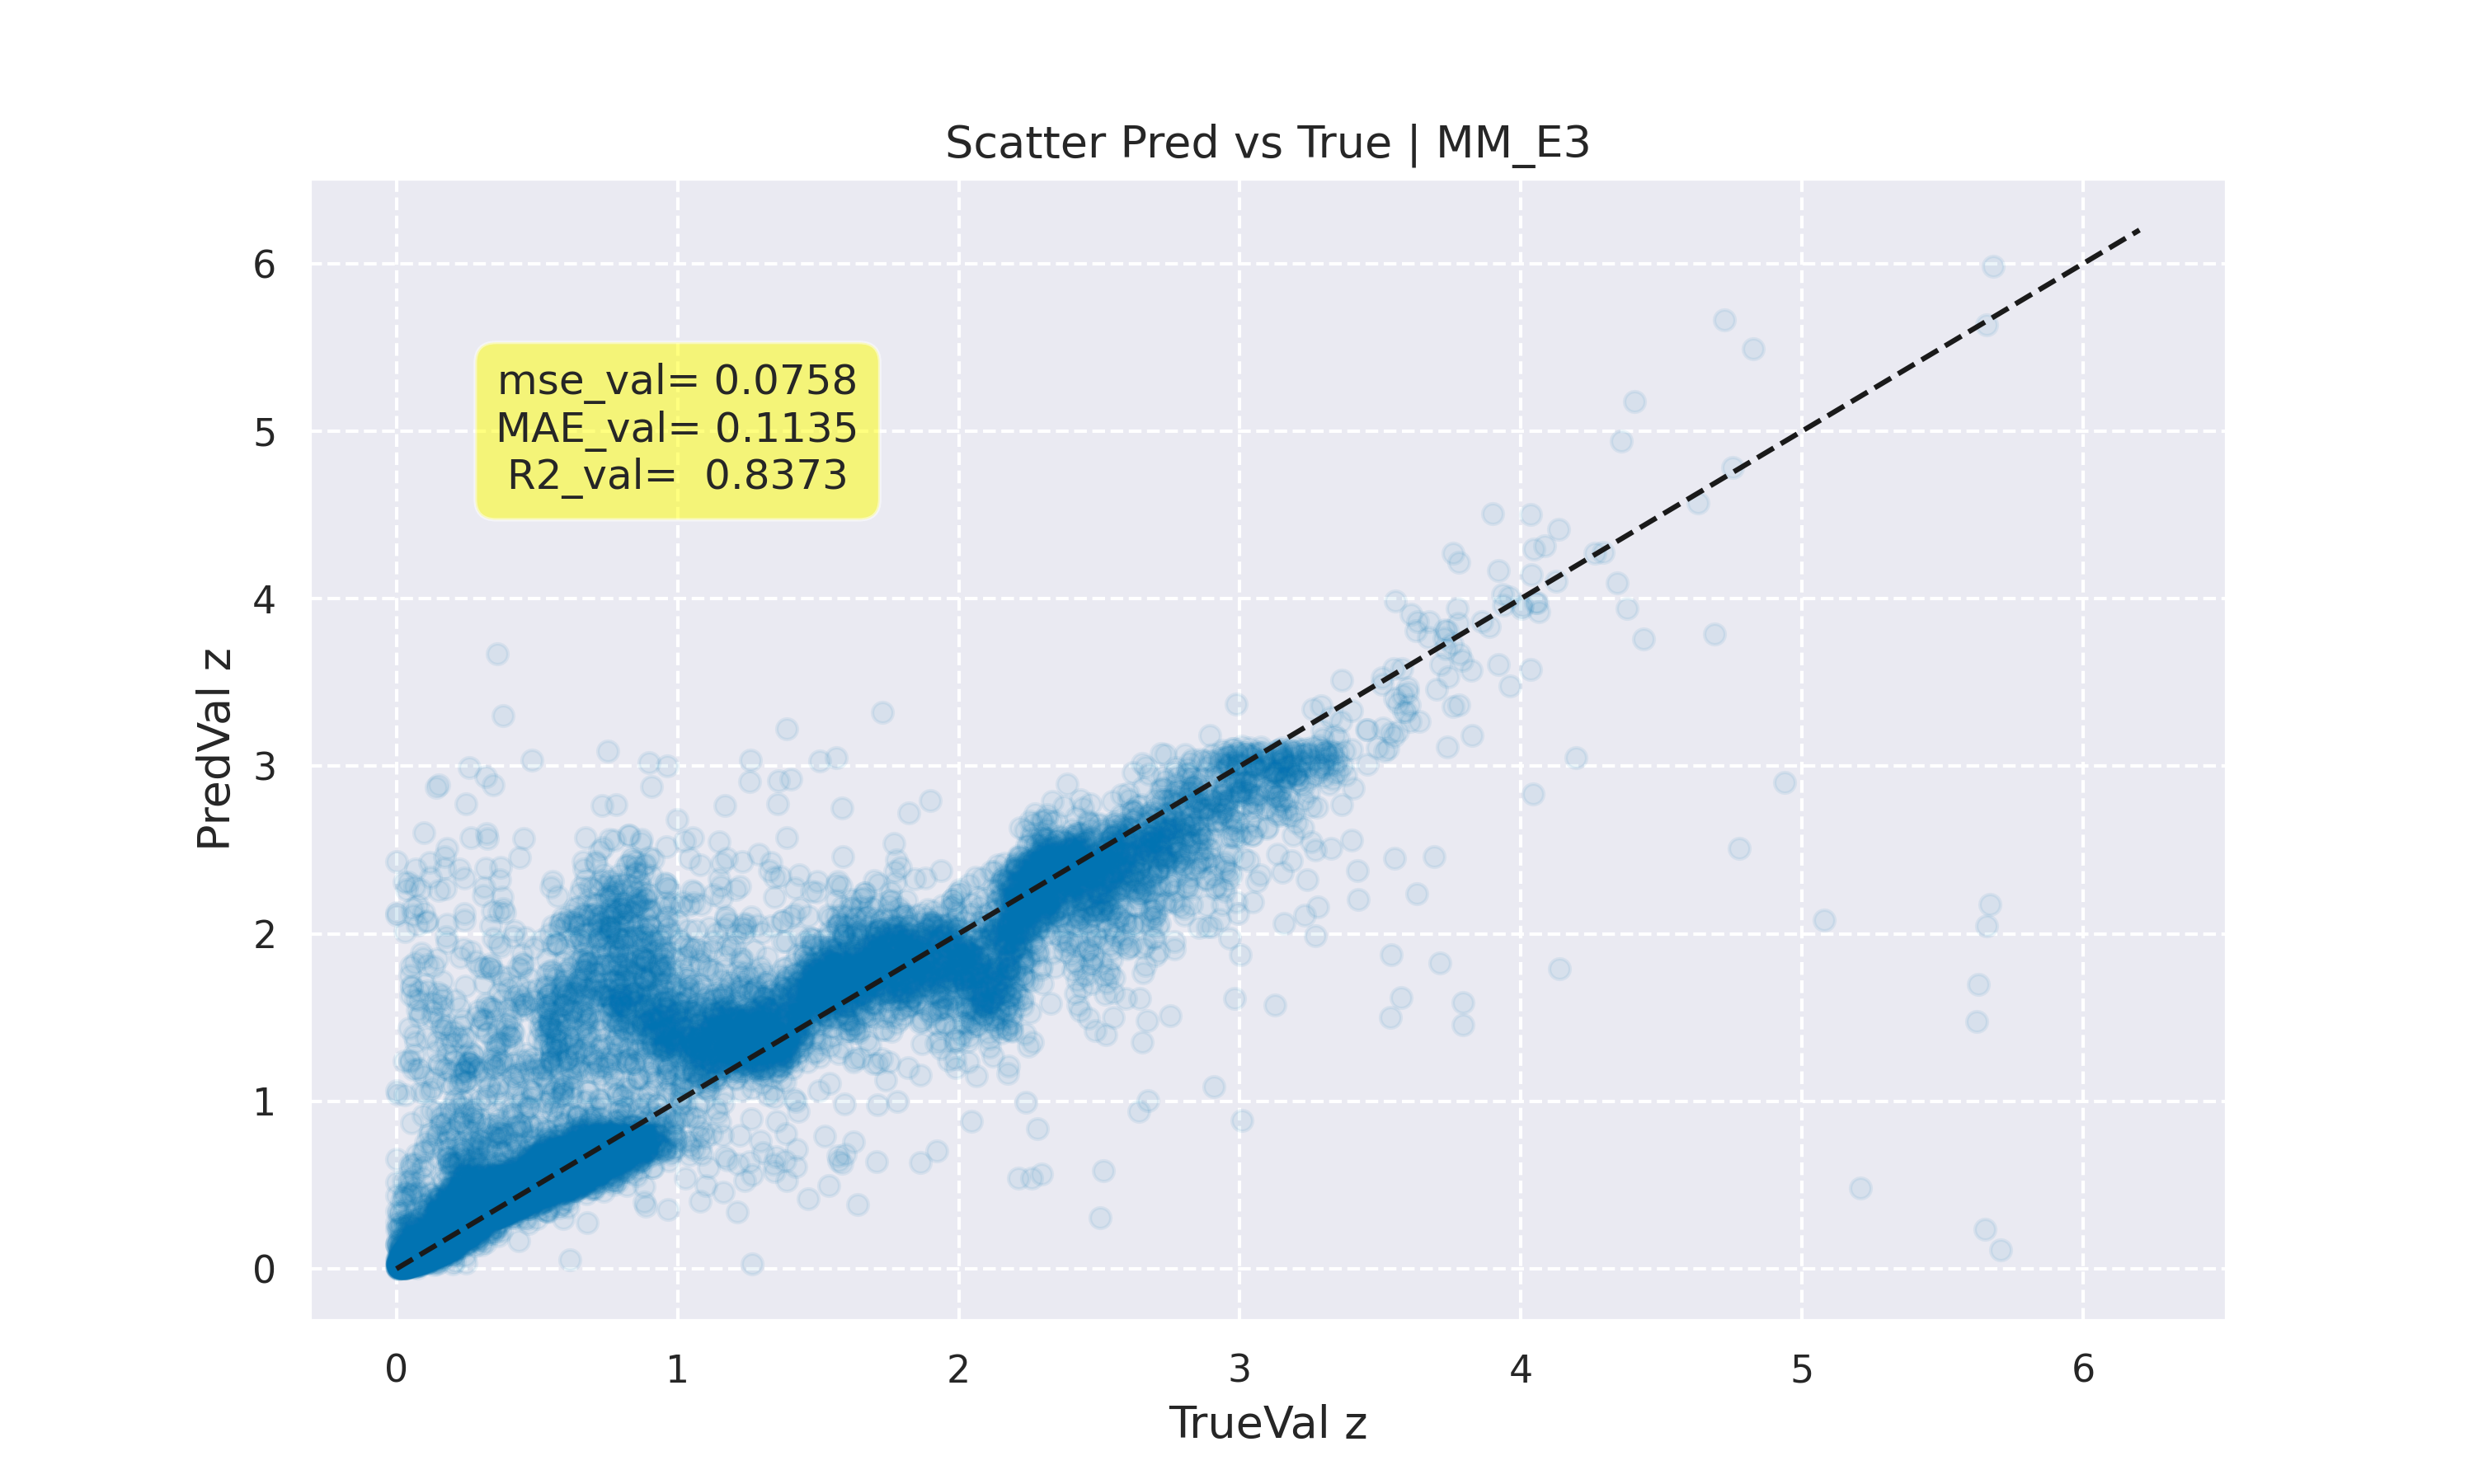 Scatter Pred vs True | MM_E3
mse_val= 0.0758
MAE_val= 0.1135
R2_val=  0.8373
PredVal z
6
5
4
3
2
1
0
0 1 2 3 4 5 6
TrueVal z